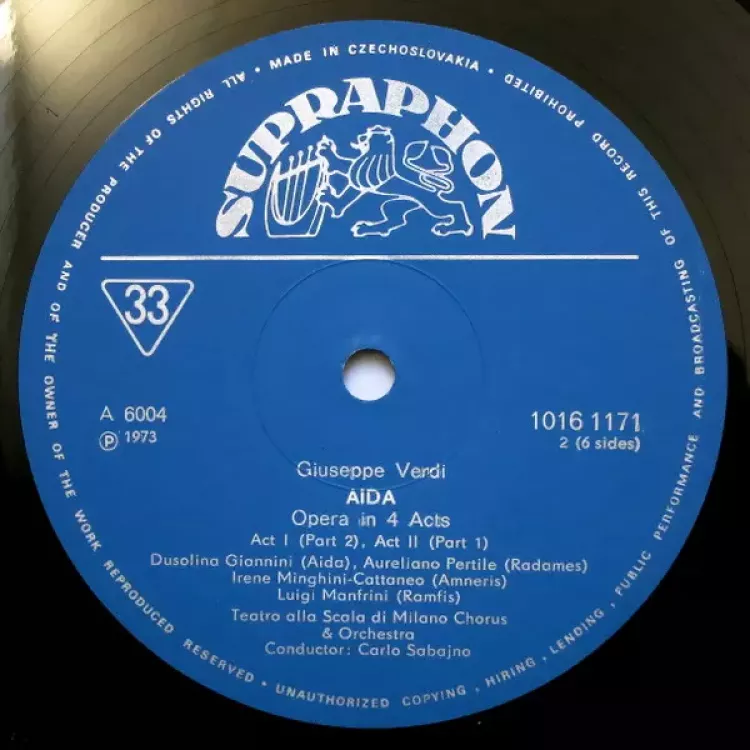 ALL RIGHTS OF THE PRODUCER AND OF THE OWNER OF THE WORK REPRODUCED RESERVED • UNAUTHORIZED COPYING, HIRING, LENDING, PUBLIC PERFORMANCE AND BROADCASTING OF THIS RECORD PROHIBITED • MADE IN CZECHOSLOVAKIA •
SUPRAPHON
33
A 6004
1016 1171
℗ 1973
2 (6 sides)
Giuseppe Verdi
AIDA
Opera in 4 Acts
Act I (Part 2), Act II (Part 1)
Dusolina Giannini (Aida), Aureliano Pertile (Radames)
Irene Minghini-Cattaneo (Amneris)
Luigi Manfrini (Ramfis)
Teatro alla Scala di Milano Chorus
& Orchestra
Conductor: Carlo Sabajno